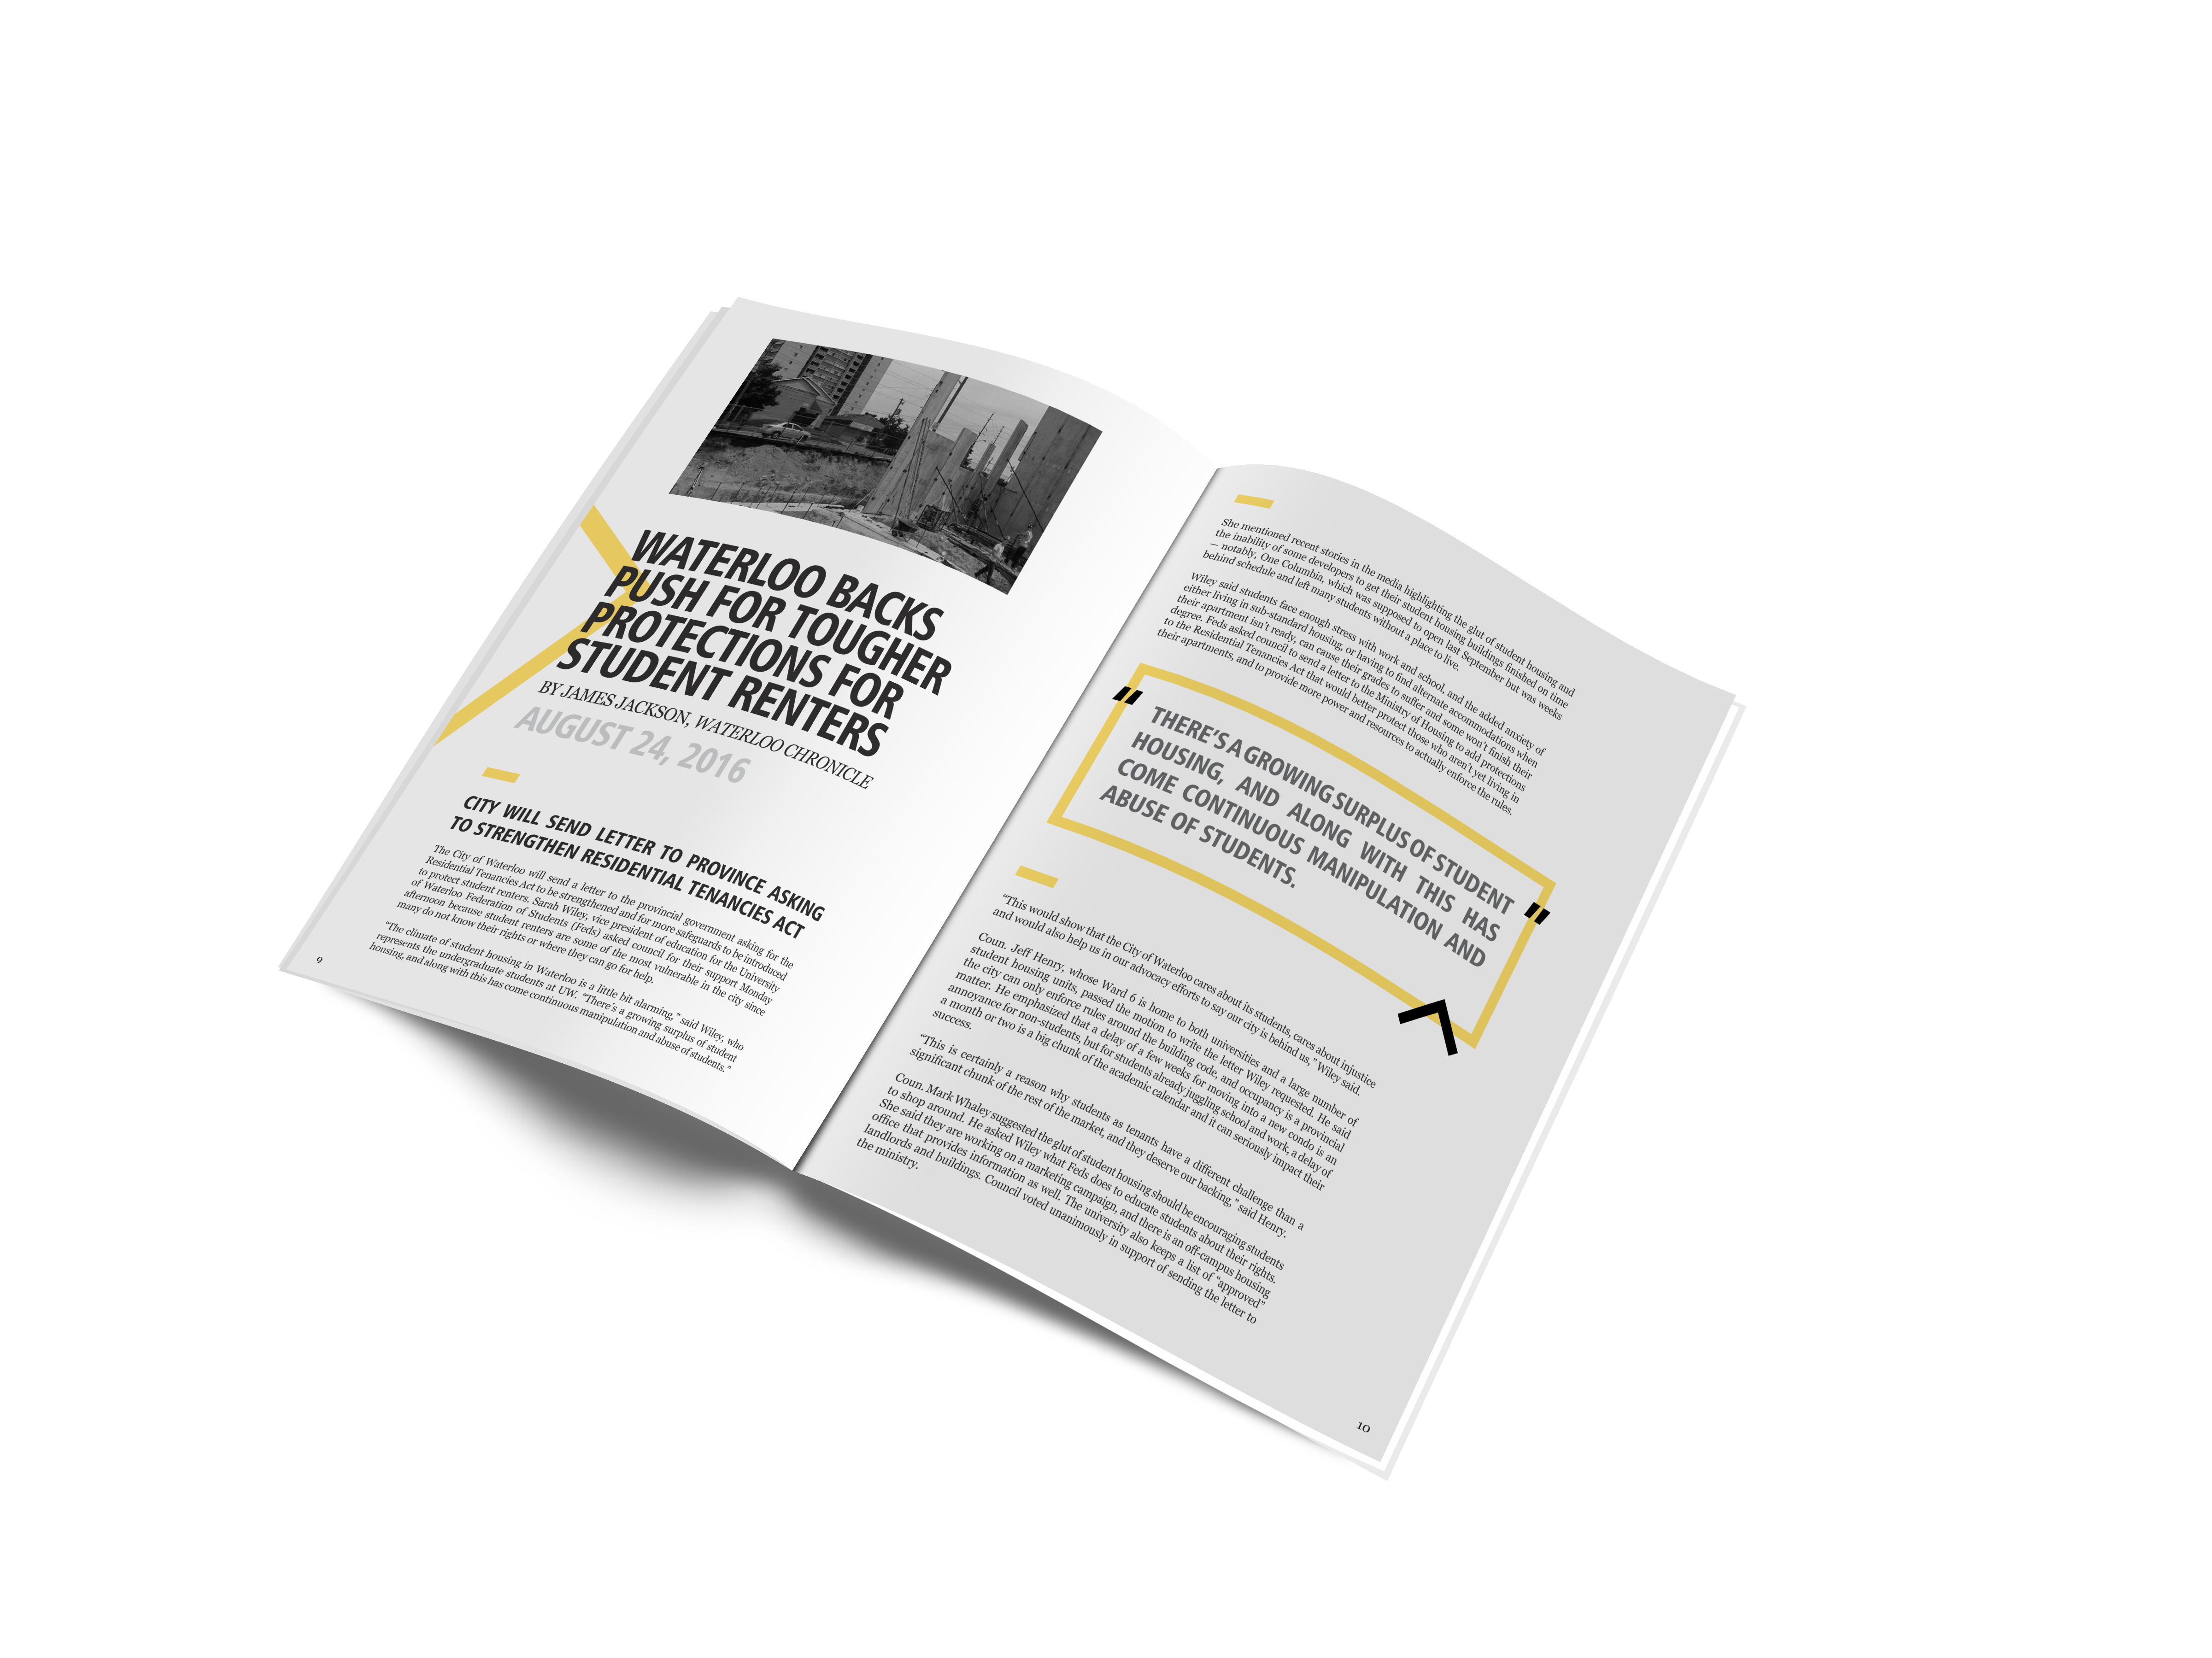 WATERLOO BACKS
PUSH FOR TOUGHER
PROTECTIONS FOR
STUDENT RENTERS
BY JAMES JACKSON, WATERLOO CHRONICLE
AUGUST 24, 2016
CITY WILL SEND LETTER TO PROVINCE ASKING
TO STRENGTHEN RESIDENTIAL TENANCIES ACT
The City of Waterloo will send a letter to the provincial government asking for the
Residential Tenancies Act to be strengthened and for more safeguards to be introduced
to protect student renters. Sarah Wiley, vice president of education for the University
of Waterloo Federation of Students (Feds) asked council for their support Monday
afternoon because student renters are some of the most vulnerable in the city since
many do not know their rights or where they can go for help.
“The climate of student housing in Waterloo is a little bit alarming,” said Wiley, who
represents the undergraduate students at UW. “There’s a growing surplus of student
housing, and along with this has come continuous manipulation and abuse of students.”
9
She mentioned recent stories in the media highlighting the glut of student housing and
the inability of some developers to get their student housing buildings finished on time
— notably, One Columbia, which was supposed to open last September but was weeks
behind schedule and left many students without a place to live.
Wiley said students face enough stress with work and school, and the added anxiety of
either living in sub-standard housing, or having to find alternate accommodations when
their apartment isn’t ready, can cause their grades to suffer and some won’t finish their
degree. Feds asked council to send a letter to the Ministry of Housing to add protections
to the Residential Tenancies Act that would better protect those who aren’t yet living in
their apartments, and to provide more power and resources to actually enforce the rules.
“
THERE’S A GROWING SURPLUS OF STUDENT
HOUSING, AND ALONG WITH THIS HAS
COME CONTINUOUS MANIPULATION AND
ABUSE OF STUDENTS.
”
“This would show that the City of Waterloo cares about its students, cares about injustice
and would also help us in our advocacy efforts to say our city is behind us,” Wiley said.
Coun. Jeff Henry, whose Ward 6 is home to both universities and a large number of
student housing units, passed the motion to write the letter Wiley requested. He said
the city can only enforce rules around the building code, and occupancy is a provincial
matter. He emphasized that a delay of a few weeks for moving into a new condo is an
annoyance for non-students, but for students already juggling school and work, a delay of
a month or two is a big chunk of the academic calendar and it can seriously impact their
success.
“This is certainly a reason why students as tenants have a different challenge than a
significant chunk of the rest of the market, and they deserve our backing,” said Henry.
Coun. Mark Whaley suggested the glut of student housing should be encouraging students
to shop around. He asked Wiley what Feds does to educate students about their rights.
She said they are working on a marketing campaign, and there is an off-campus housing
office that provides information as well. The university also keeps a list of “approved”
landlords and buildings. Council voted unanimously in support of sending the letter to
the ministry.
10